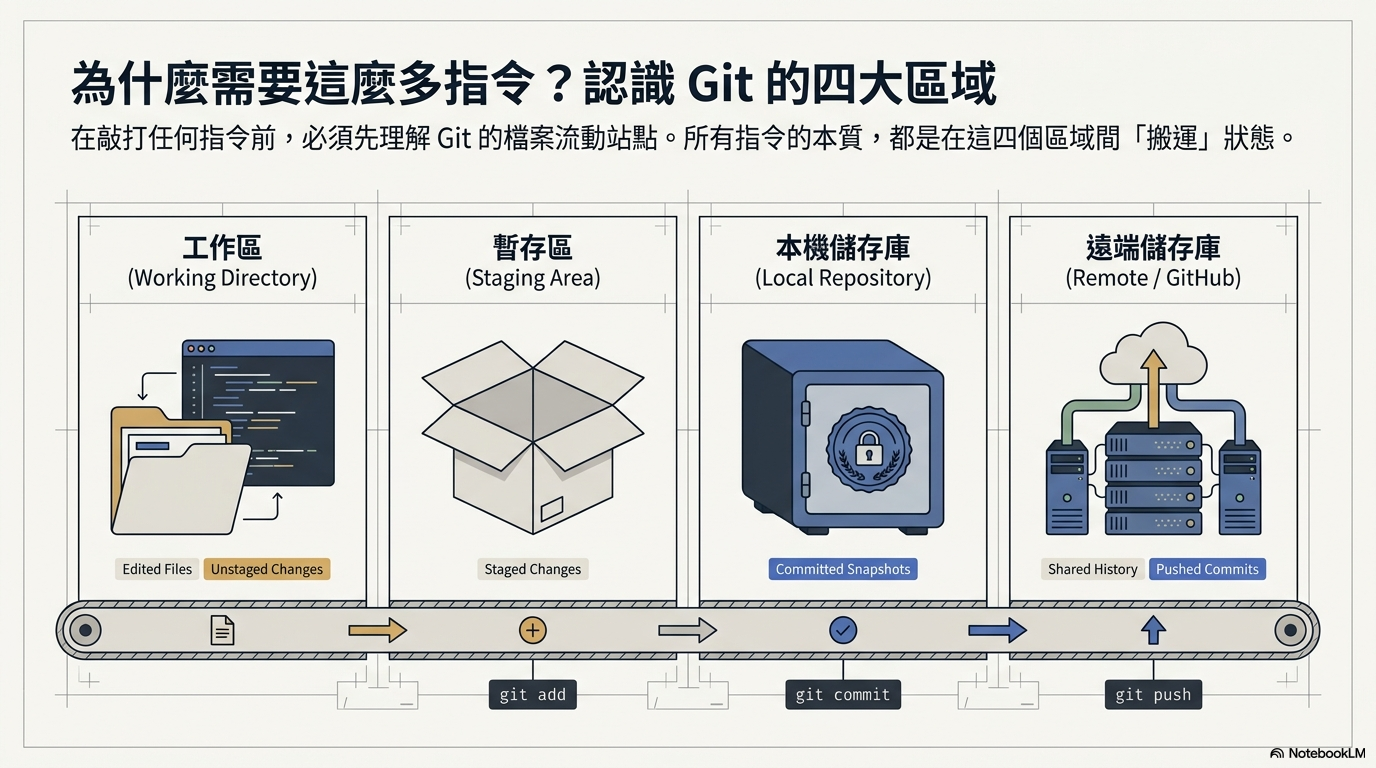 為什麼需要這麼多指令？認識 Git 的四大區域
在敲打任何指令前，必須先理解 Git 的檔案流動站點。所有指令的本質，都是在這四個區域間「搬運」狀態。
工作區
(Working Directory)
Edited Files
Unstaged Changes
暫存區
(Staging Area)
Staged Changes
本機儲存庫
(Local Repository)
Committed Snapshots
遠端儲存庫
(Remote / GitHub)
Shared History
Pushed Commits
git add
git commit
git push
NotebookLM